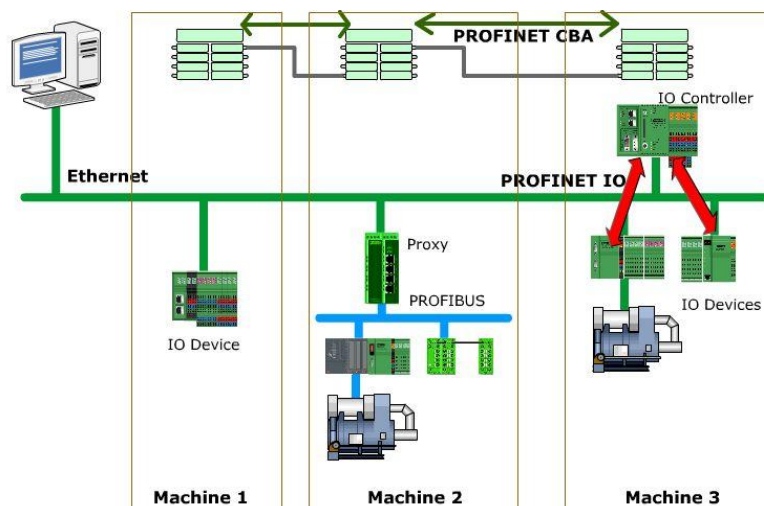 PROFINET CBA
IO Controller
Ethernet
PROFINET IO
Proxy
PROFIBUS
IO Device
IO Devices
Machine 1
Machine 2
Machine 3